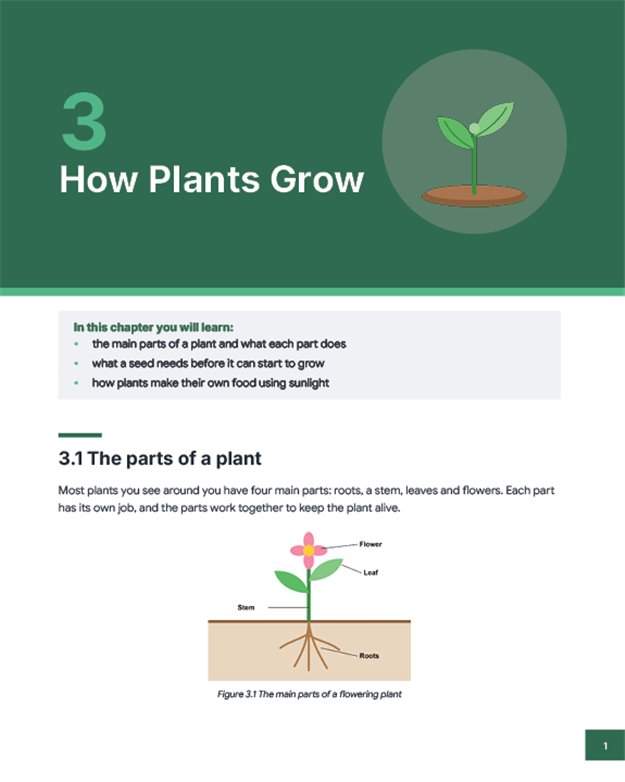 3
How Plants Grow
In this chapter you will learn:
• the main parts of a plant and what each part does
• what a seed needs before it can start to grow
• how plants make their own food using sunlight
3.1 The parts of a plant
Most plants you see around you have four main parts: roots, a stem, leaves and flowers. Each part
has its own job, and the parts work together to keep the plant alive.
Flower
Leaf
Stem
Roots
Figure 3.1 The main parts of a flowering plant
1